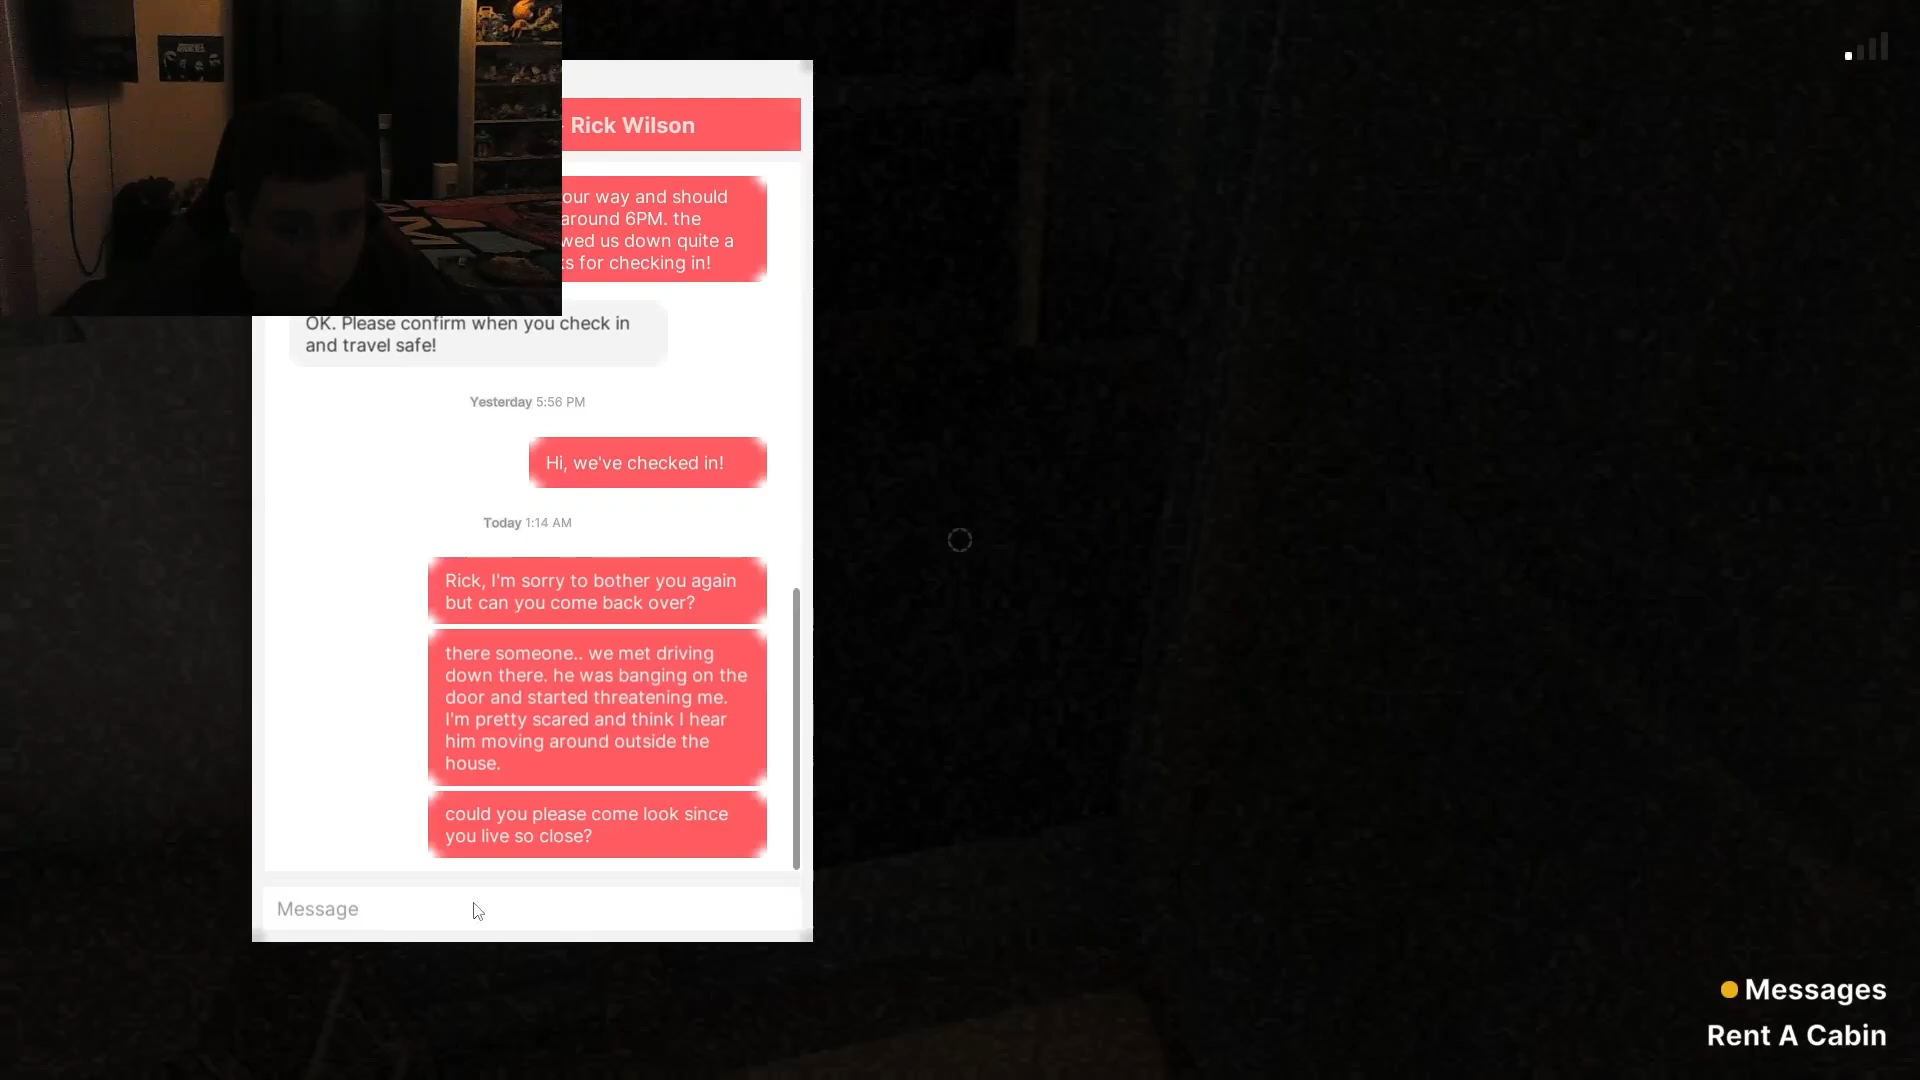 Rick Wilson
our way and should
around 6PM. the
wed us down quite a
s for checking in!
OK. Please confirm when you check in
and travel safe!
Yesterday 5:56 PM
Hi, we've checked in!
Today 1:14 AM
Rick, I'm sorry to bother you again
but can you come back over?
there someone.. we met driving
down there. he was banging on the
door and started threatening me.
I'm pretty scared and think I hear
him moving around outside the
house.
could you please come look since
you live so close?
Message
Messages
Rent A Cabin